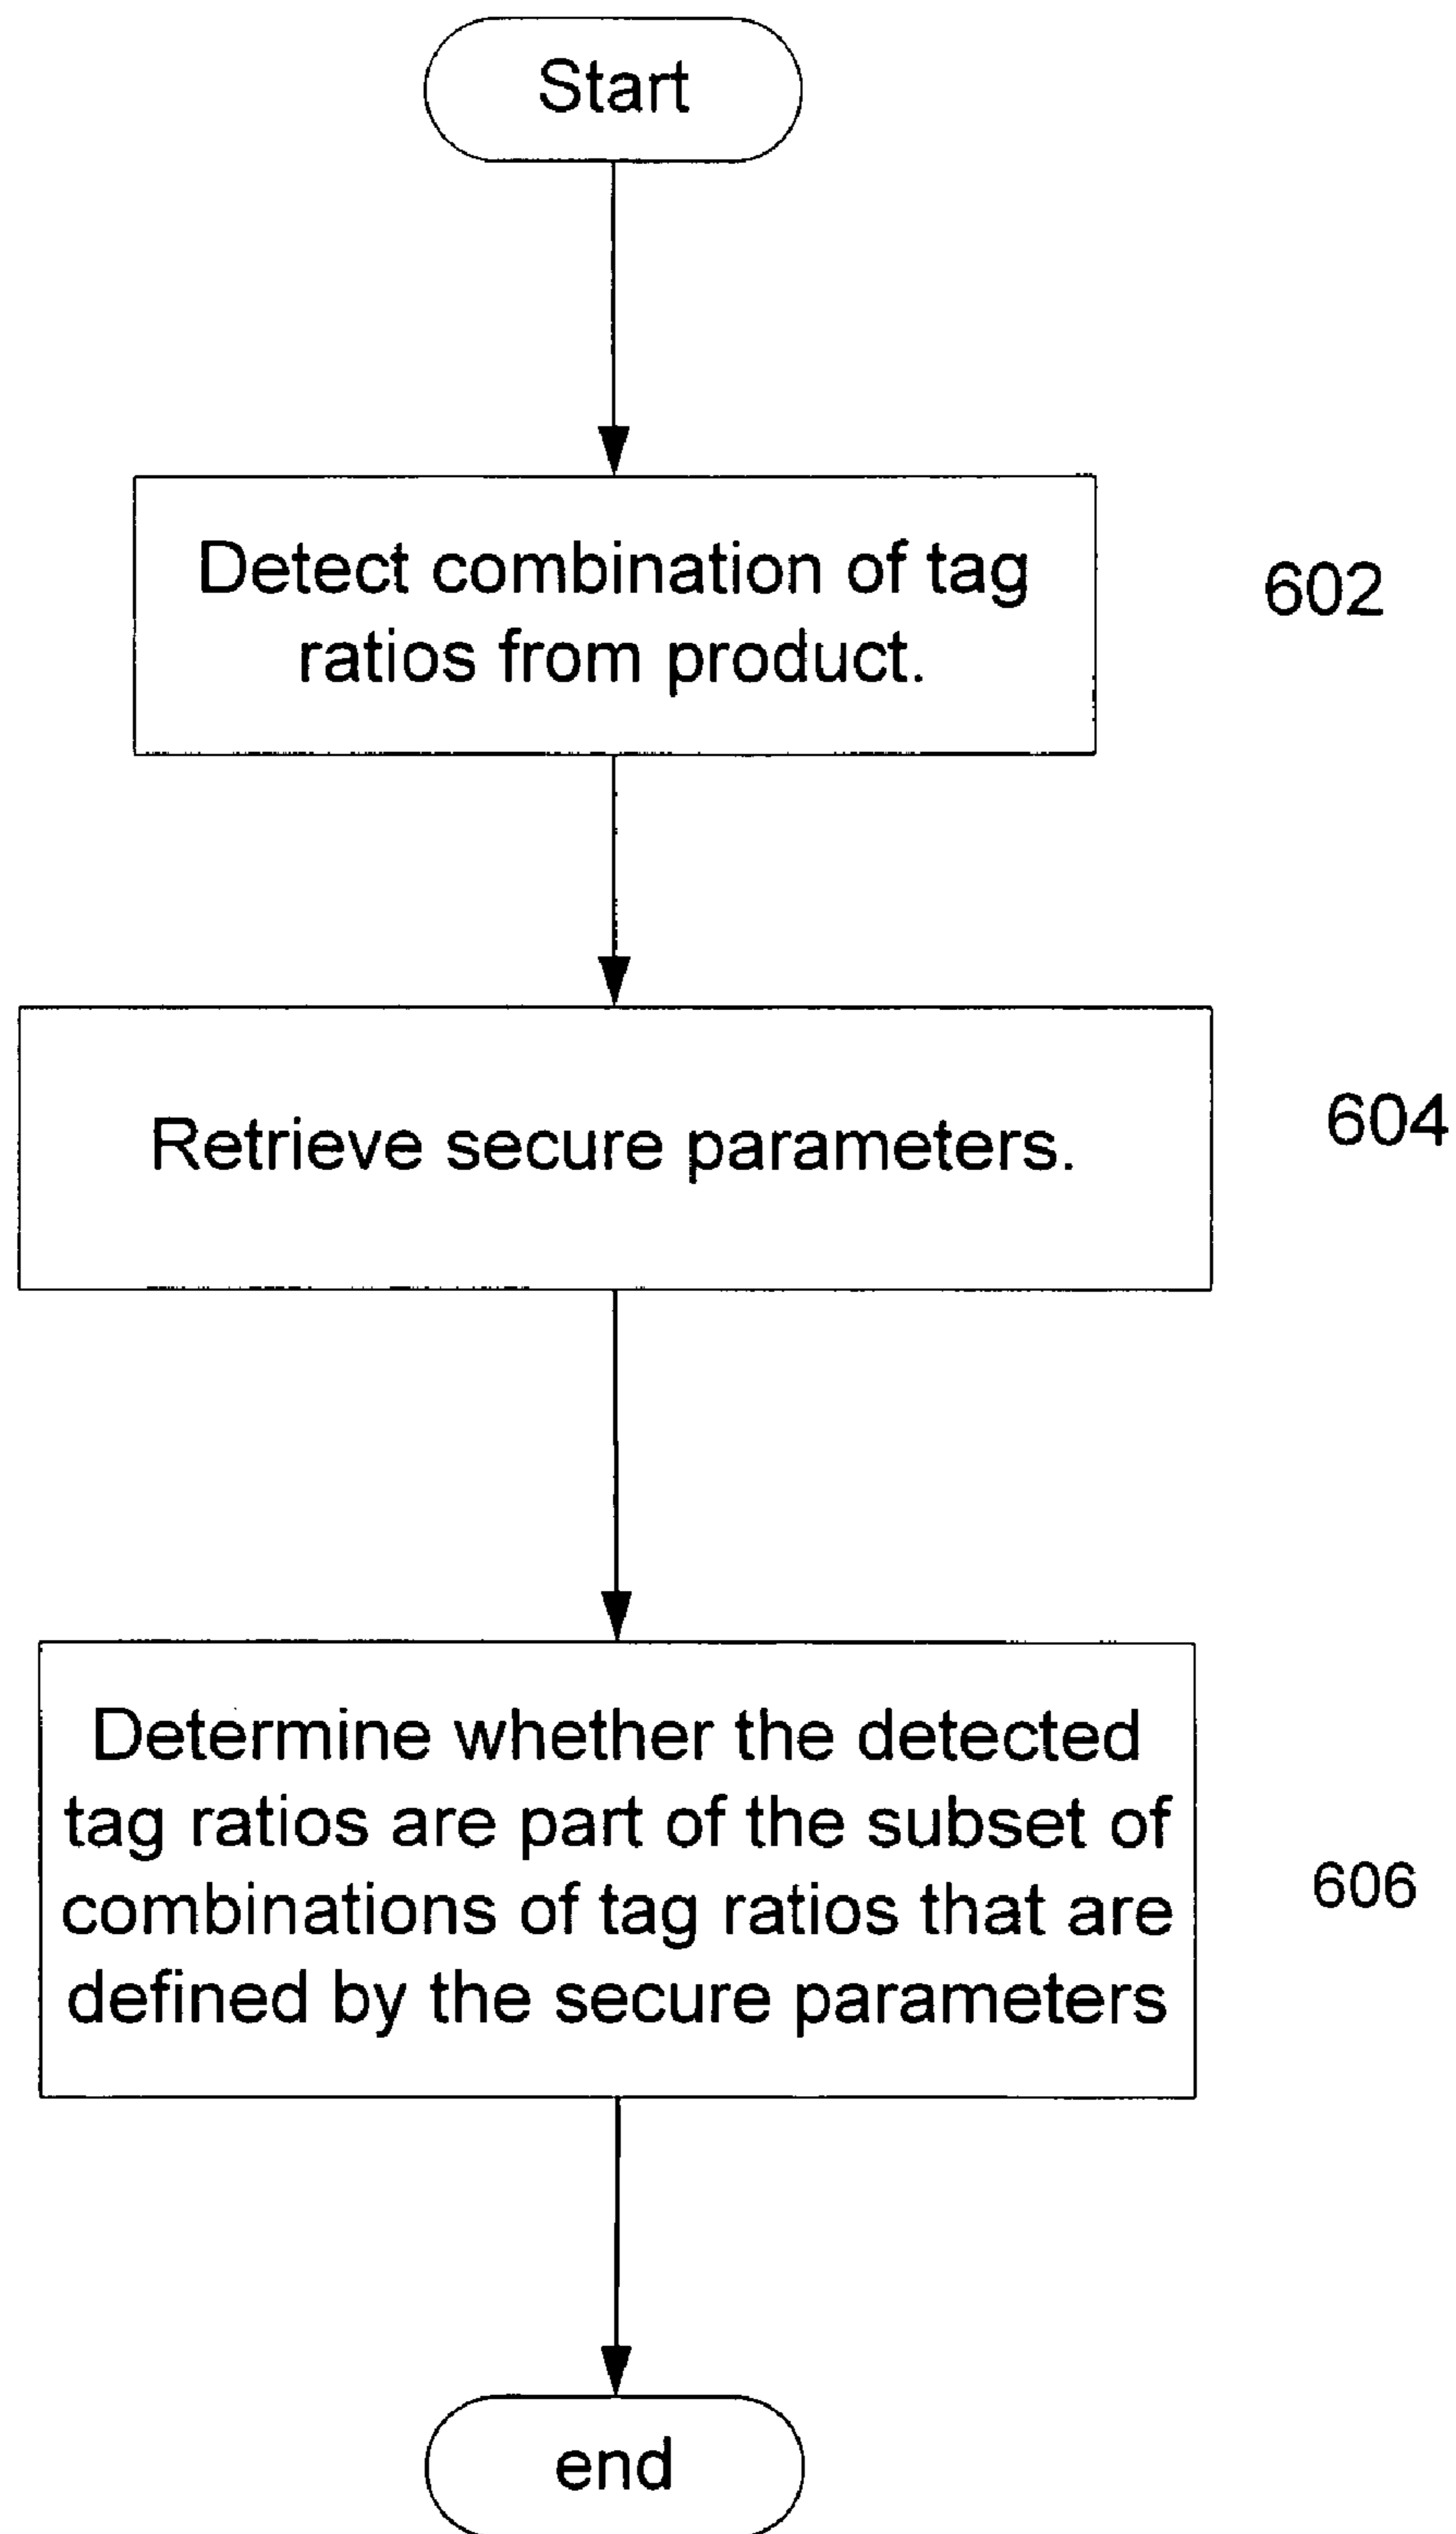 Start
Detect combination of tag
ratios from product.
602
Retrieve secure parameters.
604
Determine whether the detected
tag ratios are part of the subset of
combinations of tag ratios that are
defined by the secure parameters
606
end